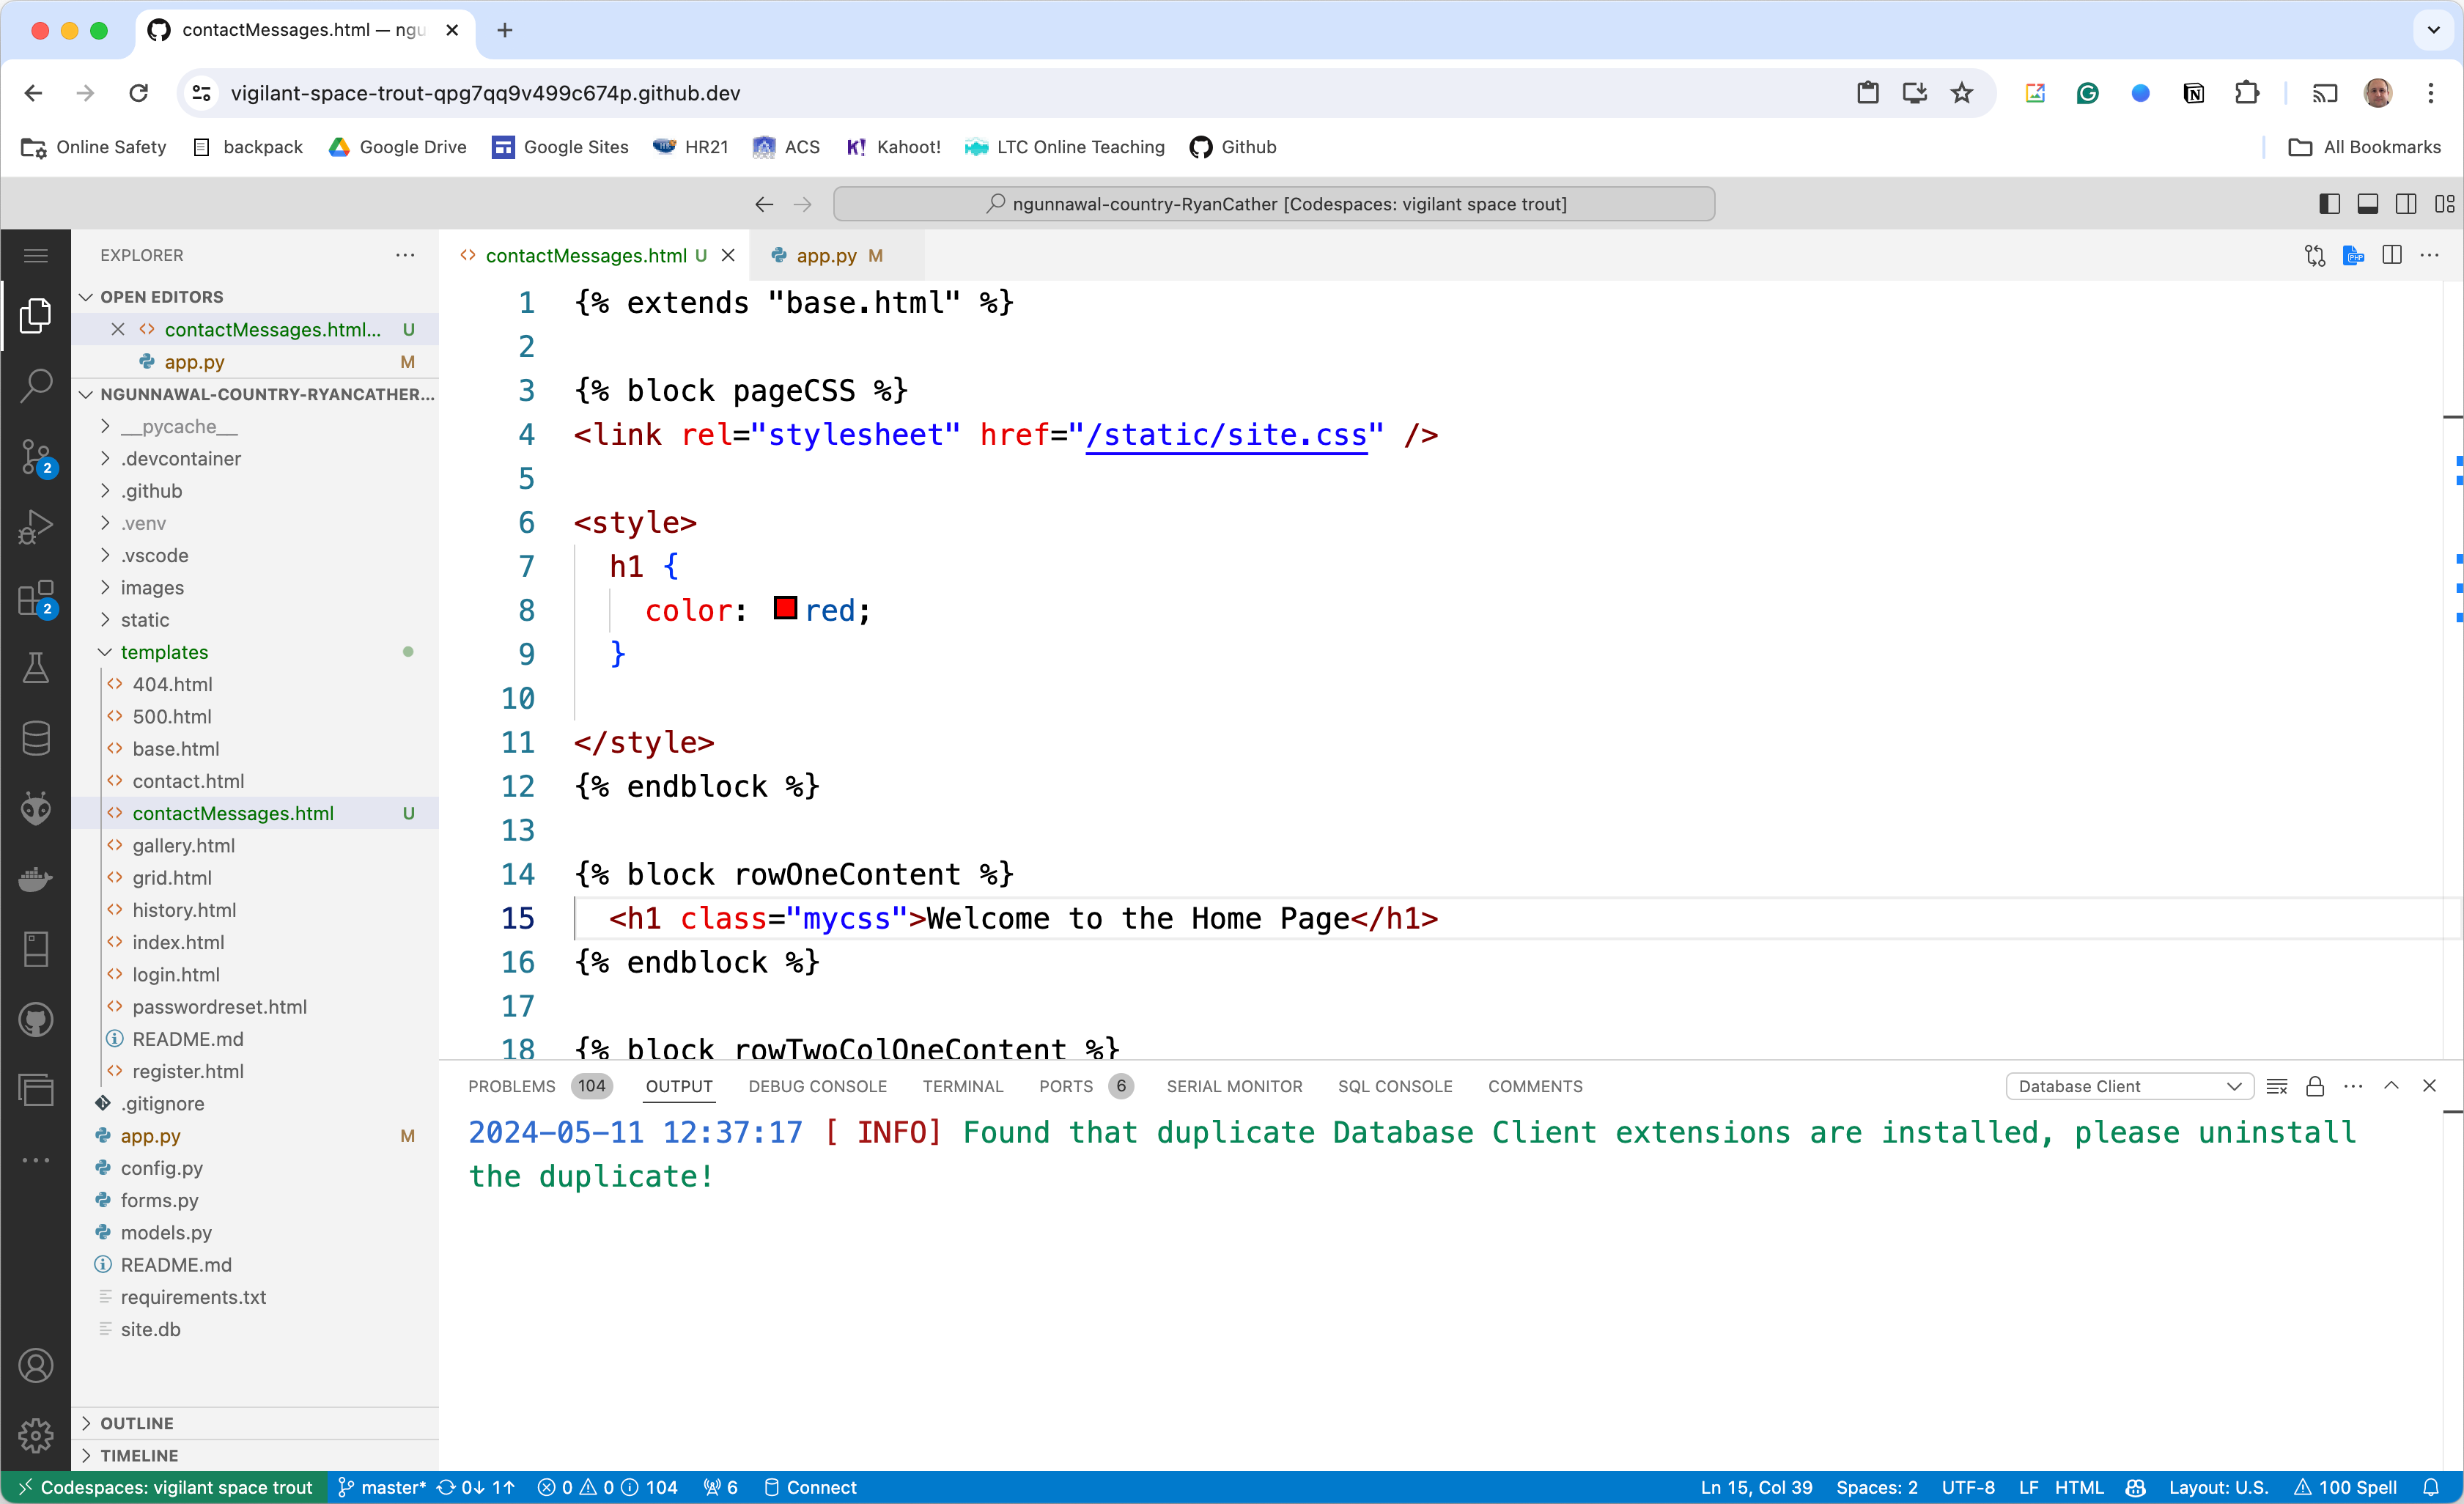 contactMessages.html — ngu
vigilant-space-trout-qpg7qq9v499c674p.github.dev
Online Safety backpack Google Drive Google Sites HR21 ACS K! Kahoot! LTC Online Teaching Github All Bookmarks
ngunnawal-country-RyanCather [Codespaces: vigilant space trout]
EXPLORER
OPEN EDITORS
contactMessages.html... U
app.py M
NGUNNAWAL-COUNTRY-RYANCATHER...
__pycache__
.devcontainer
.github
.venv
.vscode
images
static
templates
404.html
500.html
base.html
contact.html
contactMessages.html U
gallery.html
grid.html
history.html
index.html
login.html
passwordreset.html
README.md
register.html
.gitignore
app.py M
config.py
forms.py
models.py
README.md
requirements.txt
site.db
OUTLINE
TIMELINE
2
2
contactMessages.html U app.py M
PHP
1 {% extends "base.html" %}
2
3 {% block pageCSS %}
4 <link rel="stylesheet" href="/static/site.css" />
5
6 <style>
7 h1 {
8 color: red;
9 }
10
11 </style>
12 {% endblock %}
13
14 {% block rowOneContent %}
15 <h1 class="mycss">Welcome to the Home Page</h1>
16 {% endblock %}
17
18 {% block rowTwoColOneContent %}
PROBLEMS 104 OUTPUT DEBUG CONSOLE TERMINAL PORTS 6 SERIAL MONITOR SQL CONSOLE COMMENTS Database Client
2024-05-11 12:37:17 [ INFO] Found that duplicate Database Client extensions are installed, please uninstall
the duplicate!
Codespaces: vigilant space trout master* 0↓ 1↑ 0 0 104 6 Connect Ln 15, Col 39 Spaces: 2 UTF-8 LF HTML Layout: U.S. 100 Spell